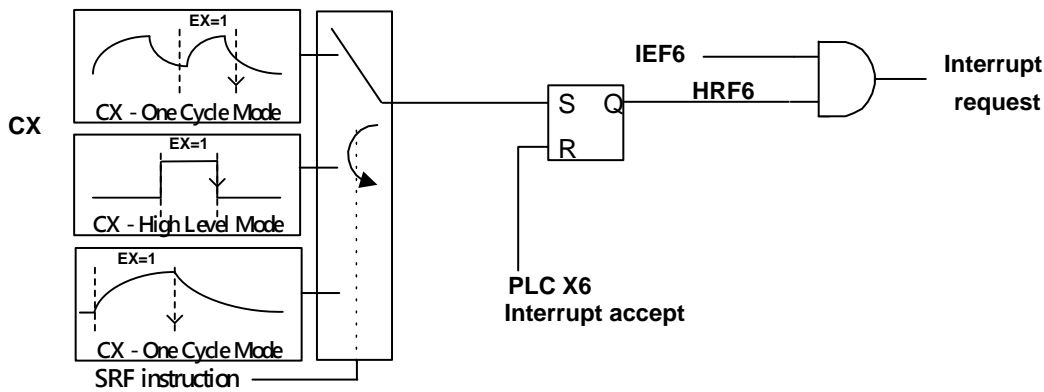 EX=1
CX - One Cycle Mode
CX
EX=1
CX - High Level Mode
EX=1
CX - One Cycle Mode
SRF instruction
S Q
R
PLC X6
Interrupt accept
IEF6
HRF6
Interrupt
request